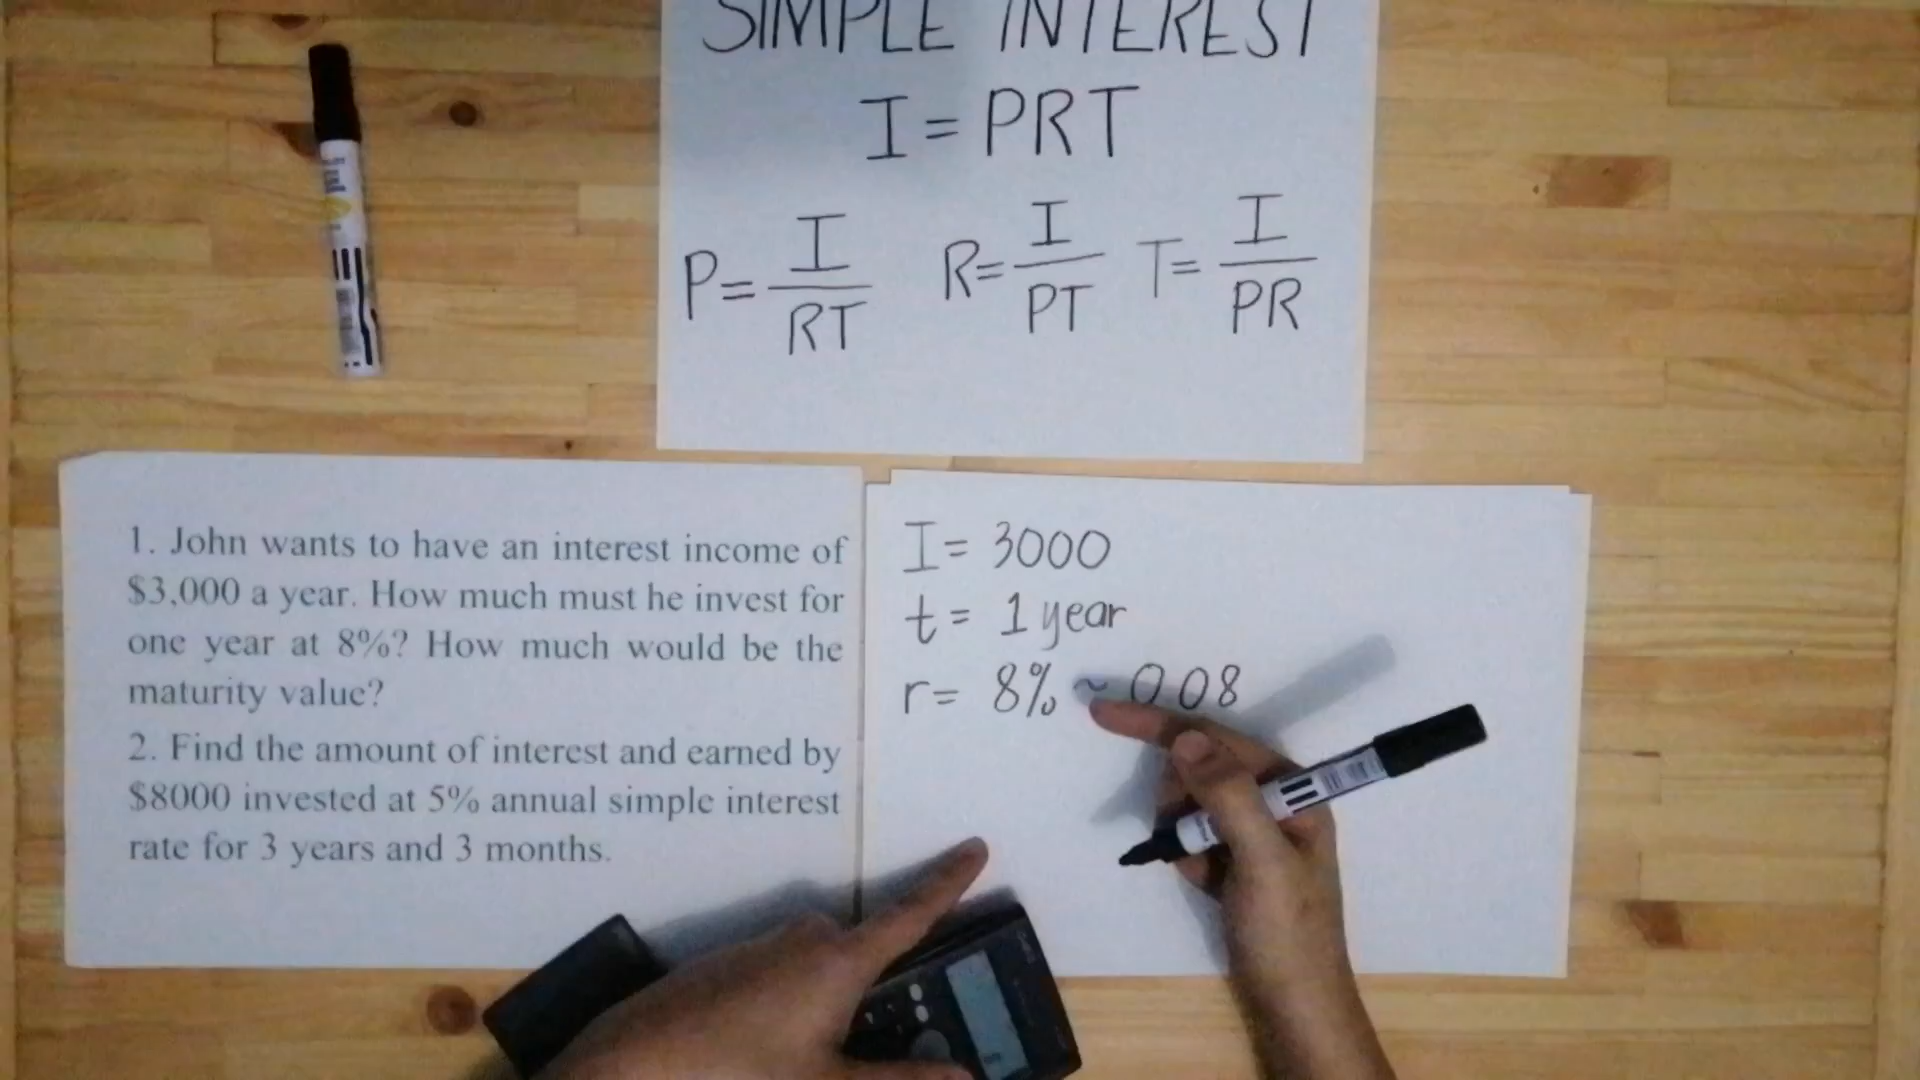 SIMPLE INTEREST
I = PRT
P = I/RT R = I/PT T = I/PR
1. John wants to have an interest income of
$3,000 a year. How much must he invest for
one year at 8%? How much would be the
maturity value?
2. Find the amount of interest and earned by
$8000 invested at 5% annual simple interest
rate for 3 years and 3 months.
I = 3000
t = 1 year
r = 8% ~ 0.08